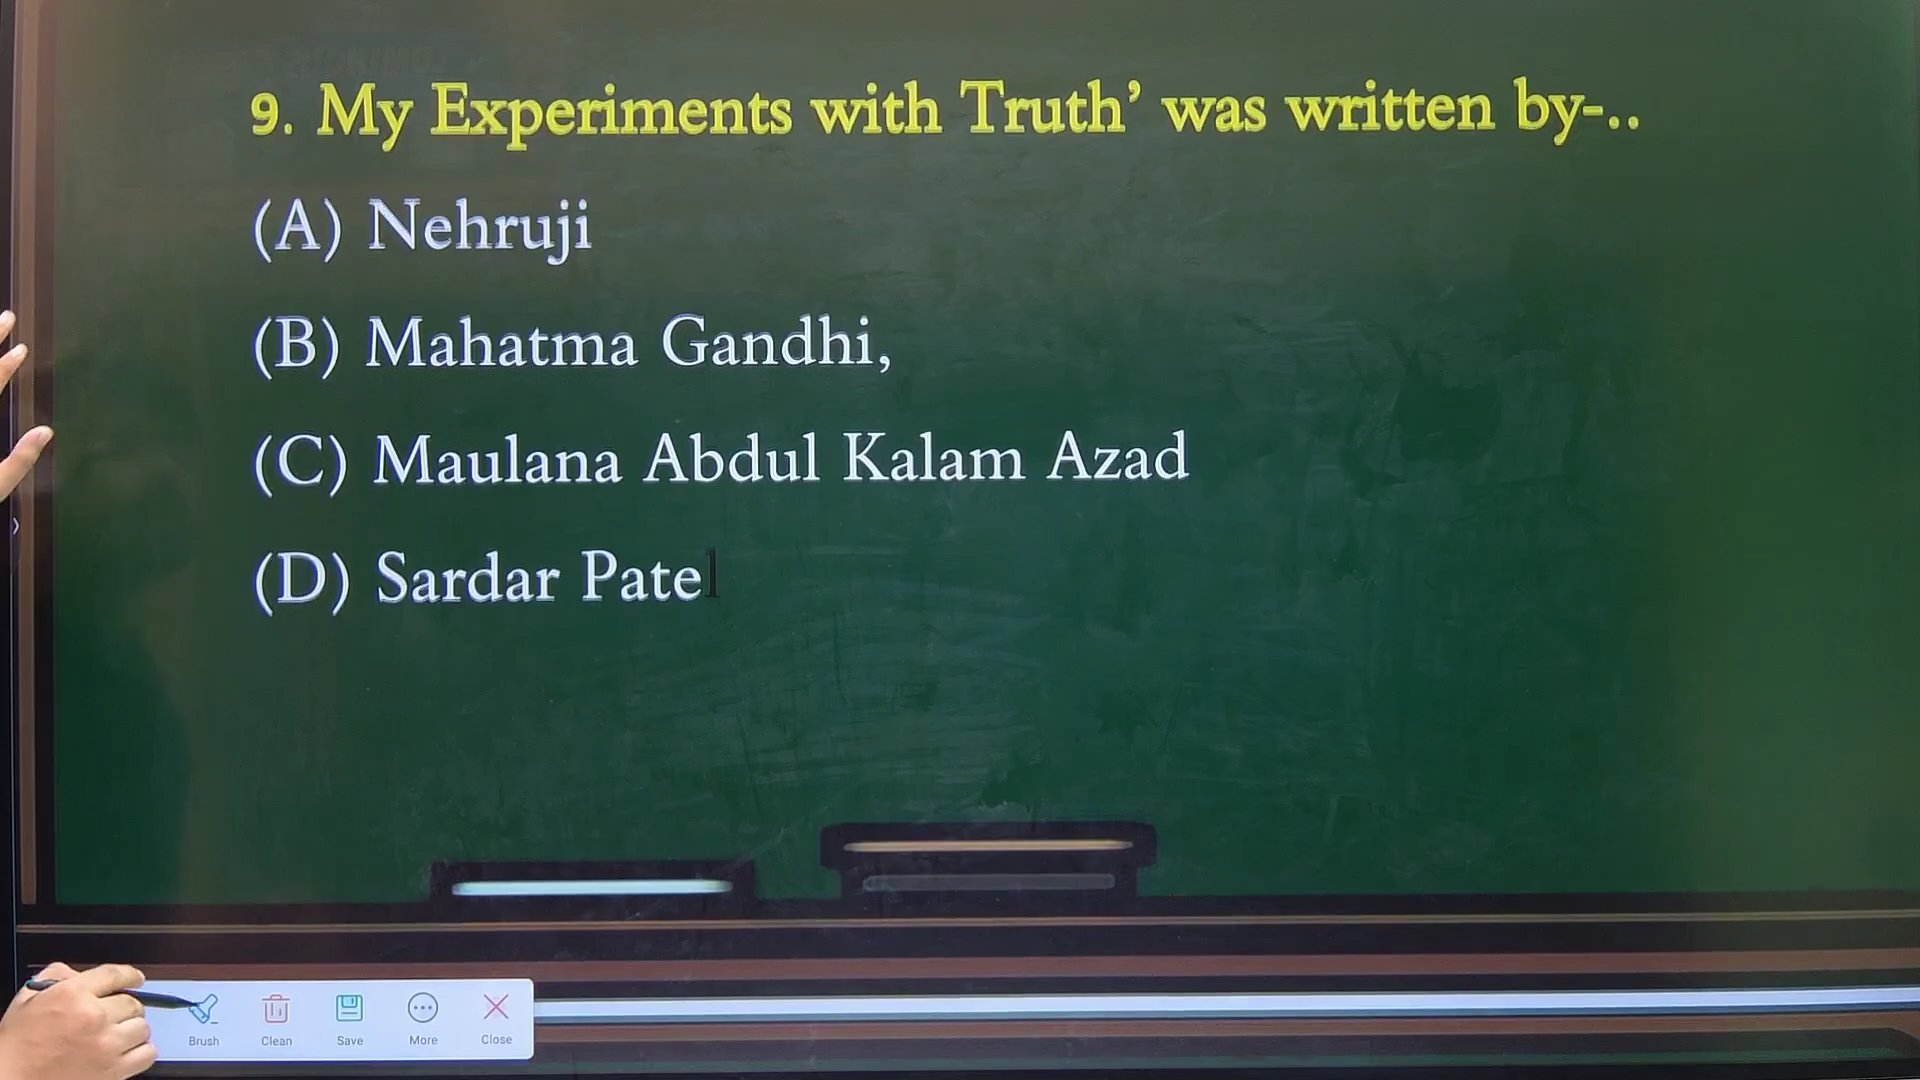 9. My Experiments with Truth’ was written by-..
(A) Nehruji
(B) Mahatma Gandhi,
(C) Maulana Abdul Kalam Azad
(D) Sardar Patel
Brush Clean Save More Close